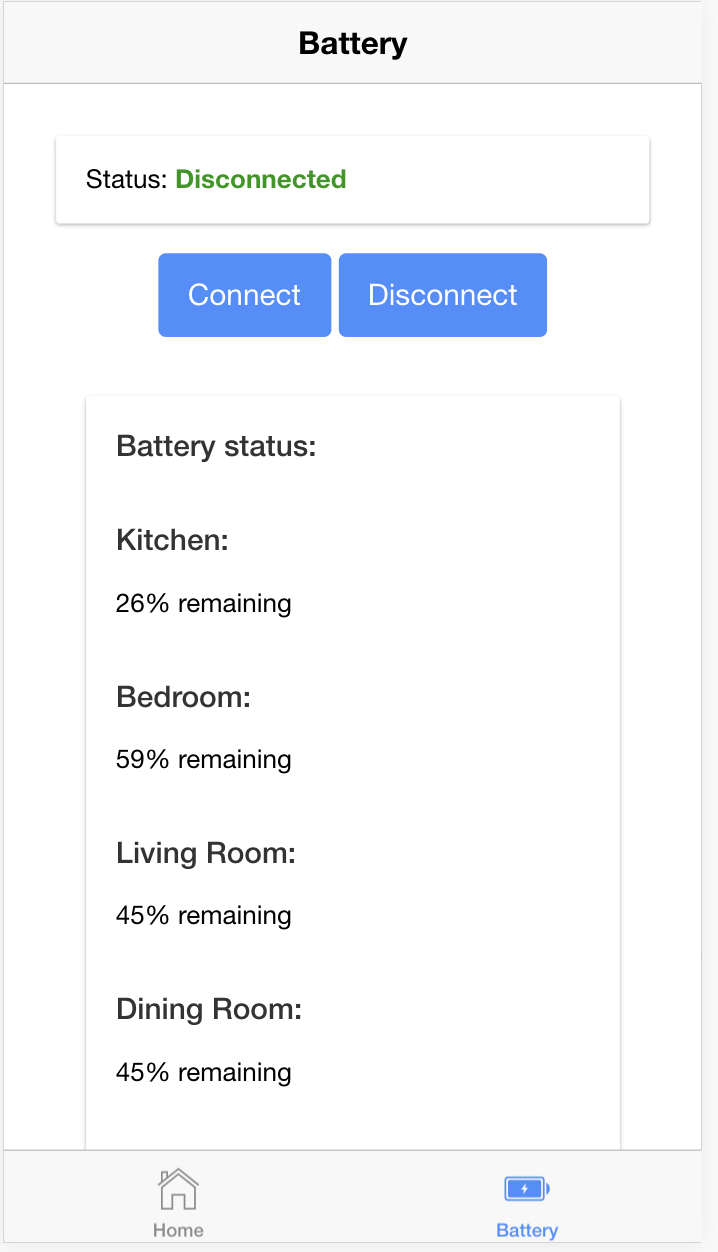 Battery
Status: Disconnected
Connect Disconnect
Battery status:
Kitchen:
26% remaining
Bedroom:
59% remaining
Living Room:
45% remaining
Dining Room:
45% remaining
Home Battery